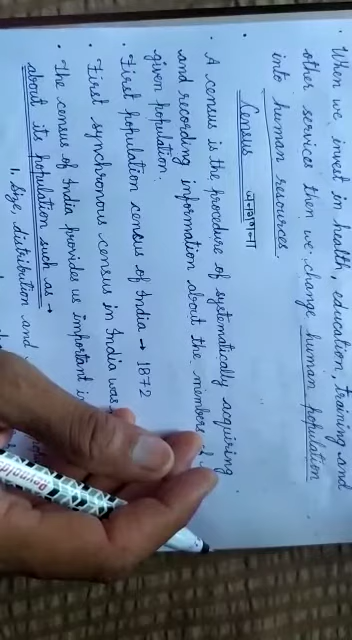 • When we invest in health, education, training and
other services then we change human population
into human resources.
• Census जनगणना
• A census is the procedure of systematically acquiring
and recording information about the members of
given population.
• First population census of India → 1872
• First synchronous census in India was
• The census of India provides us important
about its population such as →
1. Size, distribution and
Reynolds